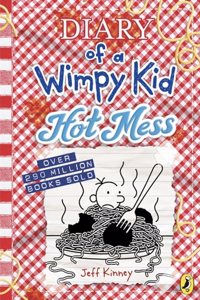 DIARY
of a
Wimpy Kid
Hot Mess
OVER
290 MILLION
BOOKS SOLD
Jeff Kinney